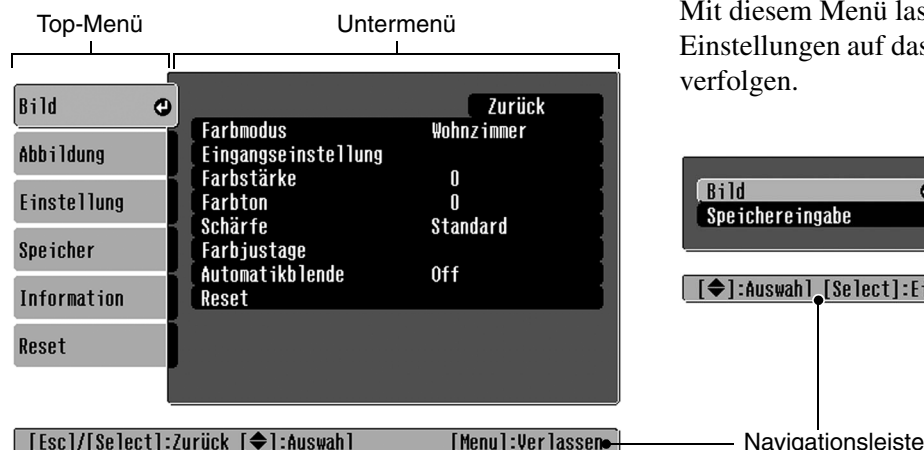 Top-Menü
Untermenü
Bild
Abbildung
Einstellung
Speicher
Information
Reset
Zurück
Farbmodus Wohnzimmer
Eingangseinstellung
Farbstärke 0
Farbton 0
Schärfe Standard
Farbjustage
Automatikblende Off
Reset
[Esc]/[Select]:Zurück [◆]:Auswahl [Menu]:Verlassen
Mit diesem Menü las
Einstellungen auf das
verfolgen.
Bild
Speichereingabe
[◆]:Auswahl [Select]:Ei
Navigationsleiste